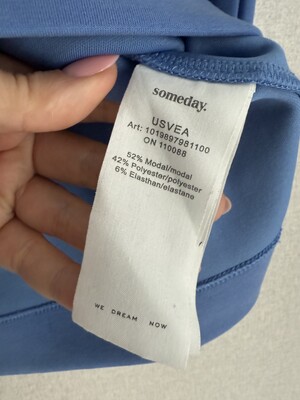 someday.
USVEA
Art: 1019897981100
ON 110088
52% Modal/modal
42% Polyester/polyester
6% Elasthan/elastane
WE DREAM NOW